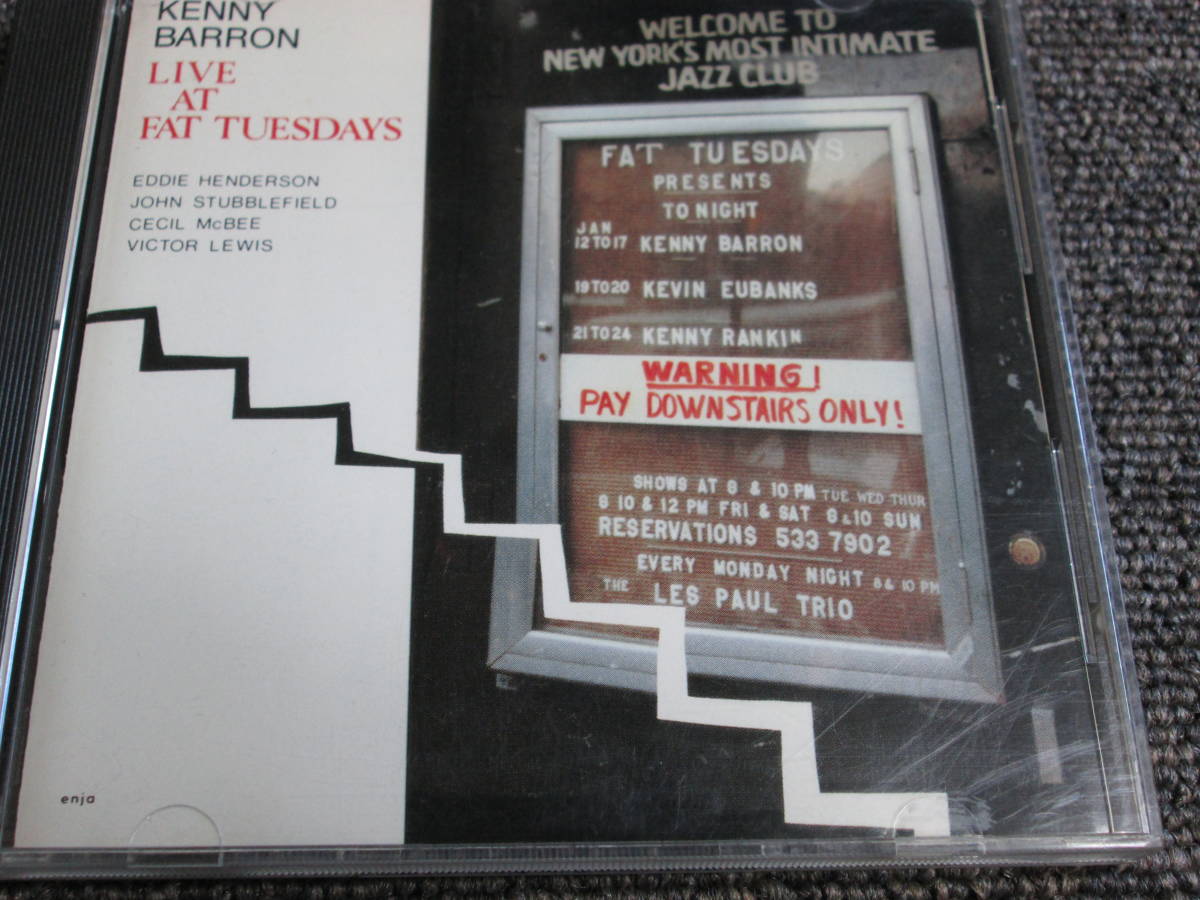 KENNY
BARRON
LIVE
AT
FAT TUESDAYS
EDDIE HENDERSON
JOHN STUBBLEFIELD
CECIL McBEE
VICTOR LEWIS
enja
WELCOME TO
NEW YORK'S MOST INTIMATE
JAZZ CLUB
FAT TUESDAYS
PRESENTS
TO NIGHT
JAN
12 TO 17 KENNY BARRON
19 TO 20 KEVIN EUBANKS
21 TO 24 KENNY RANKIN
WARNING!
PAY DOWNSTAIRS ONLY!
SHOWS AT 8 & 10 PM TUE WED THUR
8 10 & 12 PM FRI & SAT 8 & 10 SUN
RESERVATIONS 533 7902
EVERY MONDAY NIGHT 8 & 10 PM
THE LES PAUL TRIO